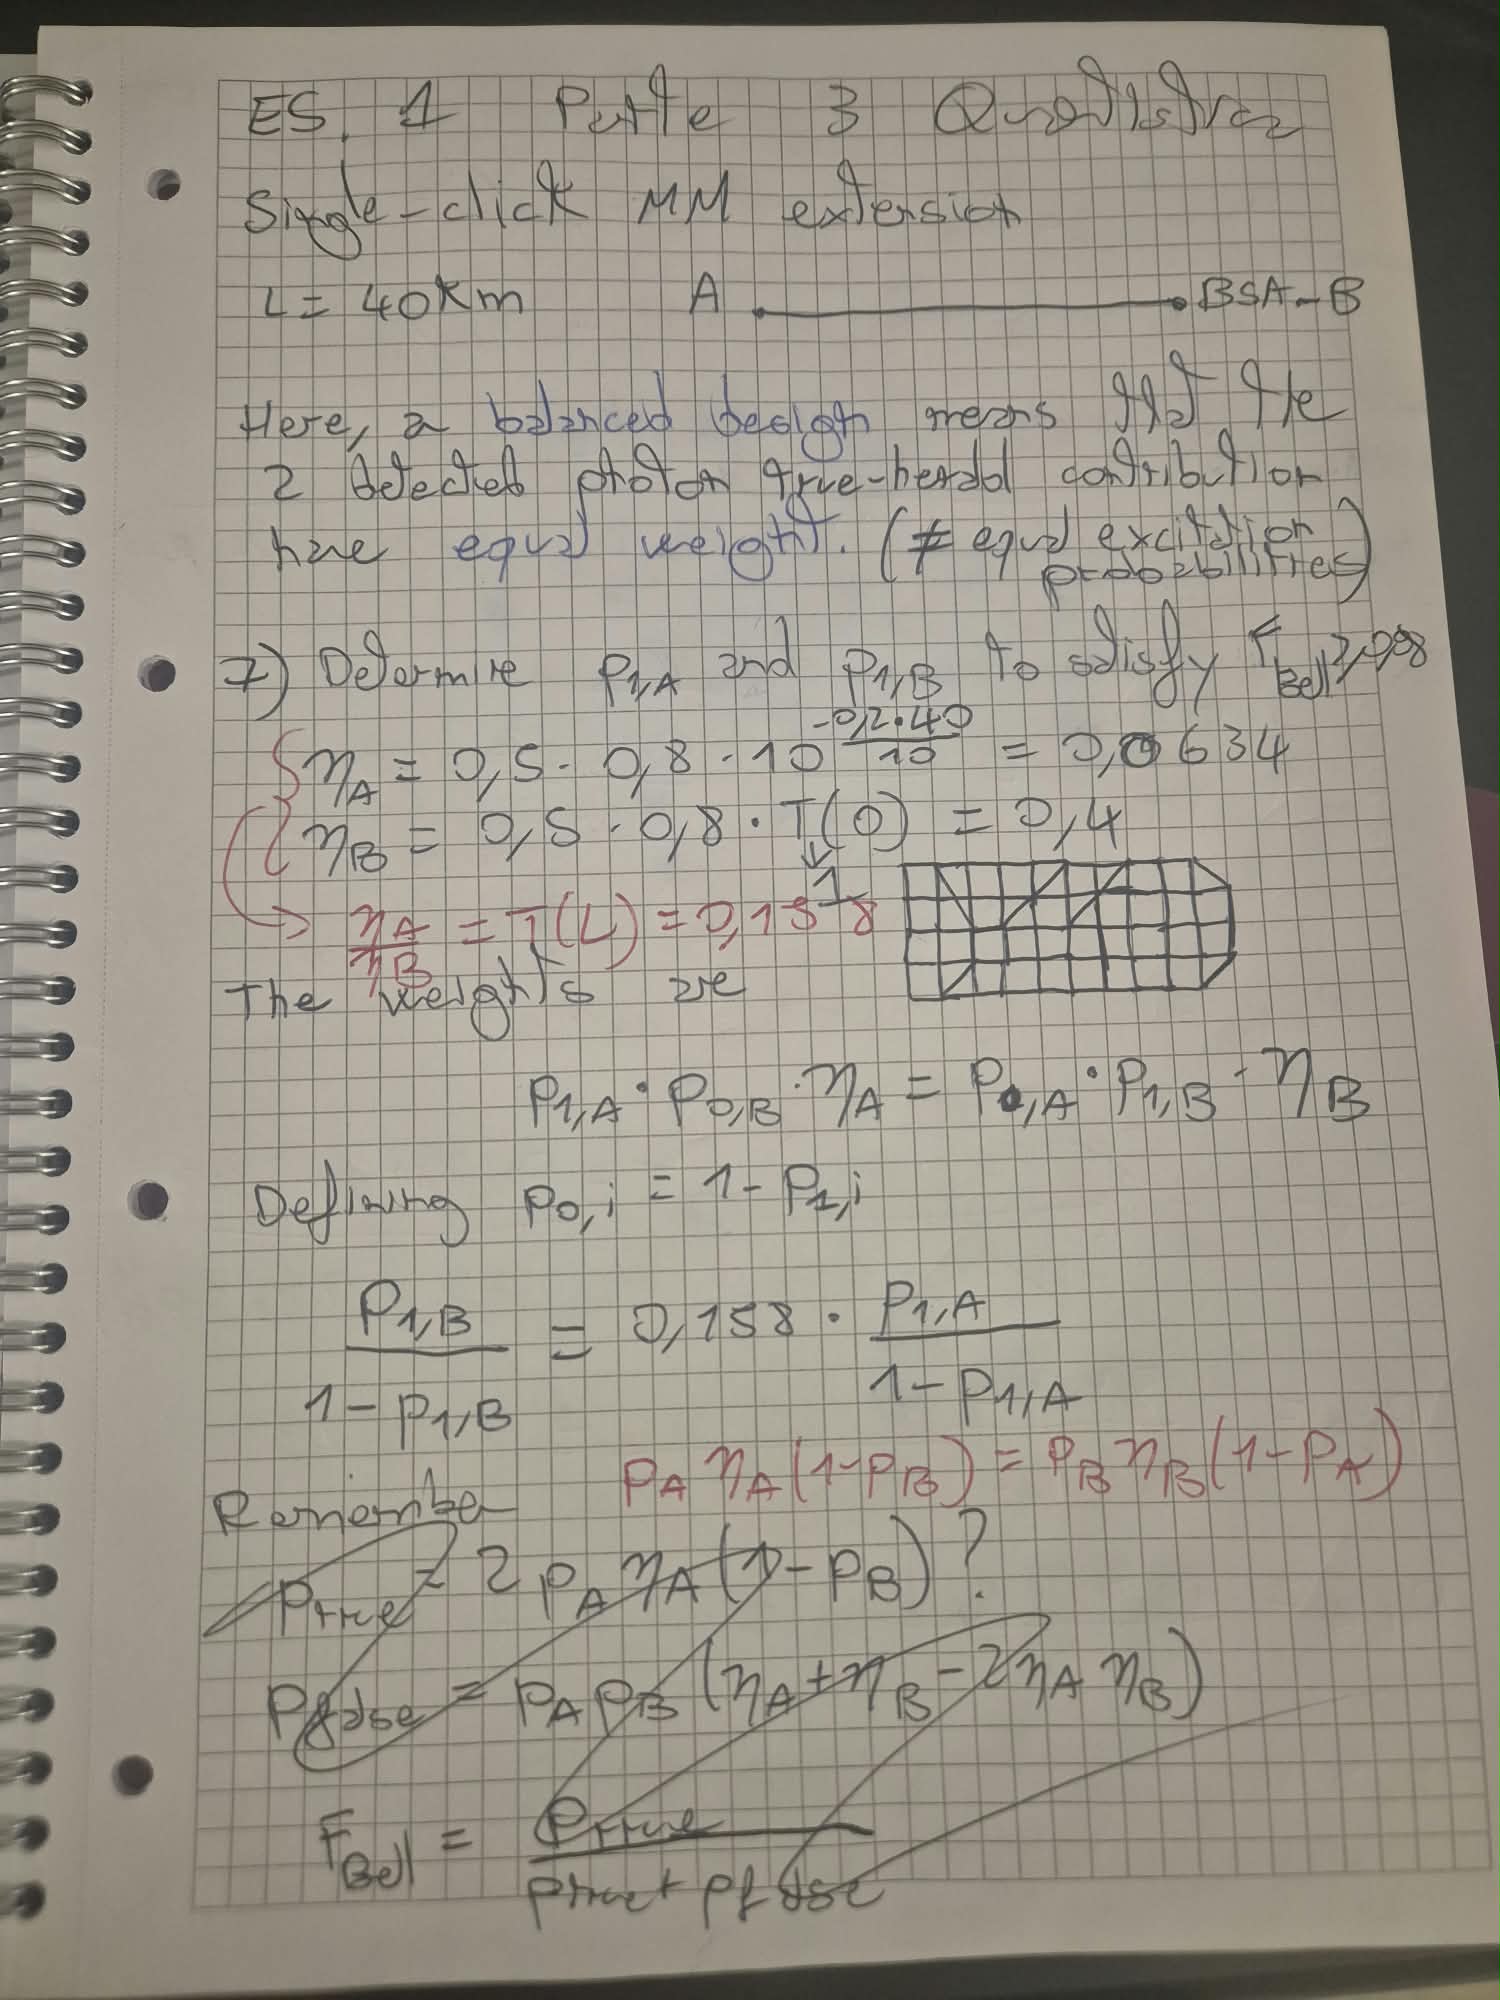 ES. 1 Parte 3
Single-click MM extension
L = 40 Km A BSA-B
Here, a balanced design means that the
2 detected photon true-herald contribution
have equal weight. (≠ equal excitation
probabilities)
7) Determine P1,A and P1,B to satisfy FBell ≥ 0,98
ηA = 0,5 · 0,8 · 10^(-0,2·40/10) = 0,0634
ηB = 0,5 · 0,8 · T(0) = 0,4
↓
1
→ ηA/ηB = T(L) = 0,158
The weights are
P1,A · P0,B · ηA = P0,A · P1,B · ηB
Defining P0,i = 1 - P1,i
P1,B / (1 - P1,B) = 0,158 · P1,A / (1 - P1,A)
PA ηA (1 - PB) = PB ηB (1 - PA)
Remember
Ptrue = 2 PA ηA (1 - PB) ?
Pfalse = PA PB (ηA + ηB - 2 ηA ηB)
FBell = Ptrue / (Ptrue + Pfalse)